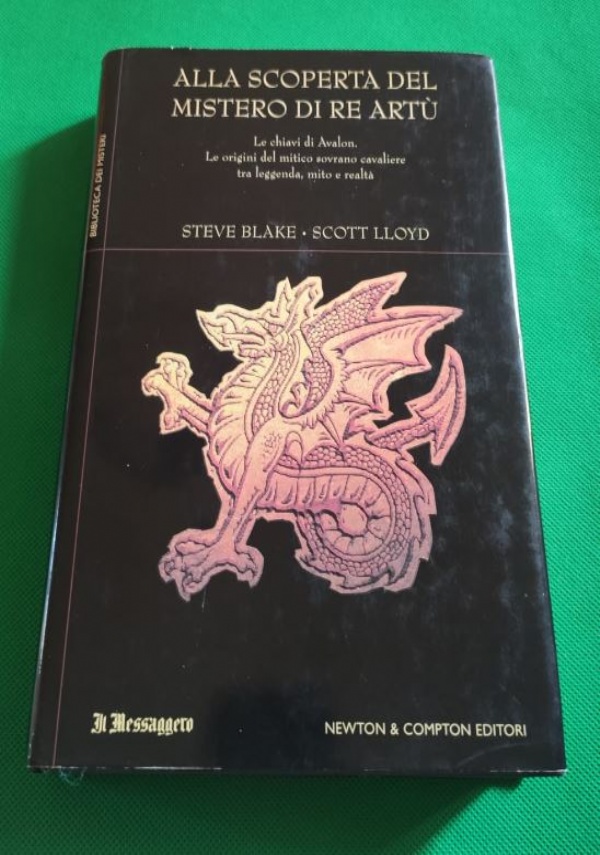 ALLA SCOPERTA DEL
MISTERO DI RE ARTÙ
Le chiavi di Avalon.
Le origini del mitico sovrano cavaliere
tra leggenda, mito e realtà
STEVE BLAKE • SCOTT LLOYD
BIBLIOTECA DEI MISTERI
Il Messaggero
NEWTON & COMPTON EDITORI